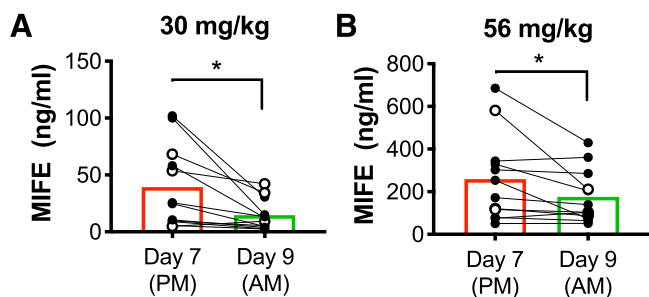 A
30 mg/kg
MIFE (ng/ml)
150
100
50
0
*
Day 7
(PM)
Day 9
(AM)
B
56 mg/kg
MIFE (ng/ml)
800
600
400
200
0
*
Day 7
(PM)
Day 9
(AM)